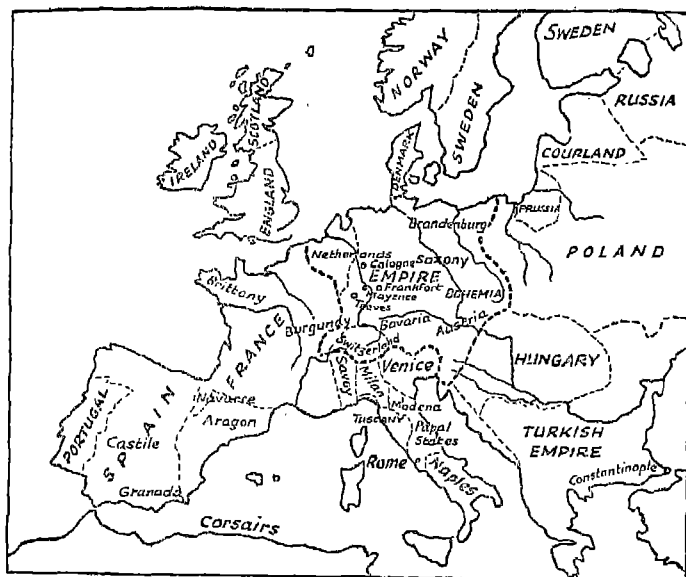 SWEDEN
NORWAY
RUSSIA
SCOTLAND
SWEDEN
COURLAND
IRELAND
DENMARK
ENGLAND
PRUSSIA
Brandenburg
POLAND
Netherlands
Cologne
Saxony
EMPIRE
Frankfort
BOHEMIA
Mayence
Treves
Brittony
Burgundy
Bavaria
Austria
Switzerland
FRANCE
HUNGARY
Venice
Savoy
Milan
Navarre
Modena
PORTUGAL
SPAIN
Aragon
TUSCANY
Papal
States
TURKISH
EMPIRE
Castile
Rome
Naples
Constantinople
Granada
Corsairs